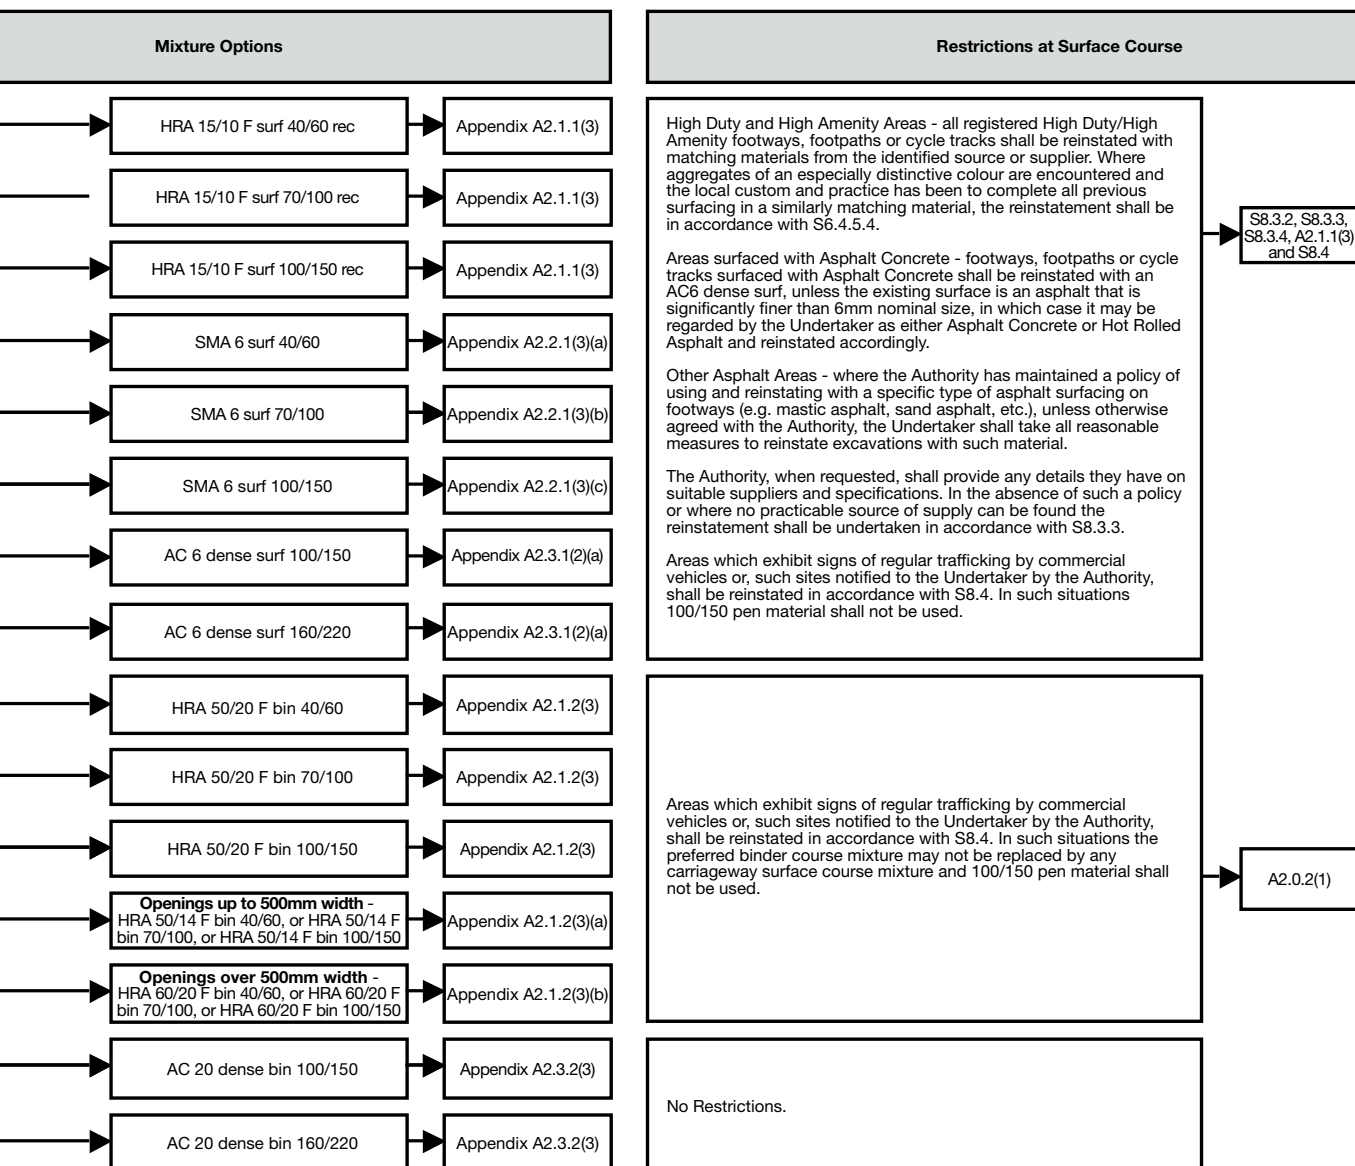 Mixture Options
Restrictions at Surface Course
HRA 15/10 F surf 40/60 rec
Appendix A2.1.1(3)
HRA 15/10 F surf 70/100 rec
Appendix A2.1.1(3)
HRA 15/10 F surf 100/150 rec
Appendix A2.1.1(3)
SMA 6 surf 40/60
Appendix A2.2.1(3)(a)
SMA 6 surf 70/100
Appendix A2.2.1(3)(b)
SMA 6 surf 100/150
Appendix A2.2.1(3)(c)
AC 6 dense surf 100/150
Appendix A2.3.1(2)(a)
AC 6 dense surf 160/220
Appendix A2.3.1(2)(a)
HRA 50/20 F bin 40/60
Appendix A2.1.2(3)
HRA 50/20 F bin 70/100
Appendix A2.1.2(3)
HRA 50/20 F bin 100/150
Appendix A2.1.2(3)
Openings up to 500mm width -
HRA 50/14 F bin 40/60, or HRA 50/14 F
bin 70/100, or HRA 50/14 F bin 100/150
Appendix A2.1.2(3)(a)
Openings over 500mm width -
HRA 60/20 F bin 40/60, or HRA 60/20 F
bin 70/100, or HRA 60/20 F bin 100/150
Appendix A2.1.2(3)(b)
AC 20 dense bin 100/150
Appendix A2.3.2(3)
AC 20 dense bin 160/220
Appendix A2.3.2(3)
High Duty and High Amenity Areas - all registered High Duty/High
Amenity footways, footpaths or cycle tracks shall be reinstated with
matching materials from the identified source or supplier. Where
aggregates of an especially distinctive colour are encountered and
the local custom and practice has been to complete all previous
surfacing in a similarly matching material, the reinstatement shall be
in accordance with S6.4.5.4.
Areas surfaced with Asphalt Concrete - footways, footpaths or cycle
tracks surfaced with Asphalt Concrete shall be reinstated with an
AC6 dense surf, unless the existing surface is an asphalt that is
significantly finer than 6mm nominal size, in which case it may be
regarded by the Undertaker as either Asphalt Concrete or Hot Rolled
Asphalt and reinstated accordingly.
Other Asphalt Areas - where the Authority has maintained a policy of
using and reinstating with a specific type of asphalt surfacing on
footways (e.g. mastic asphalt, sand asphalt, etc.), unless otherwise
agreed with the Authority, the Undertaker shall take all reasonable
measures to reinstate excavations with such material.
The Authority, when requested, shall provide any details they have on
suitable suppliers and specifications. In the absence of such a policy
or where no practicable source of supply can be found the
reinstatement shall be undertaken in accordance with S8.3.3.
Areas which exhibit signs of regular trafficking by commercial
vehicles or, such sites notified to the Undertaker by the Authority,
shall be reinstated in accordance with S8.4. In such situations
100/150 pen material shall not be used.
S8.3.2, S8.3.3,
S8.3.4, A2.1.1(3)
and S8.4
Areas which exhibit signs of regular trafficking by commercial
vehicles or, such sites notified to the Undertaker by the Authority,
shall be reinstated in accordance with S8.4. In such situations the
preferred binder course mixture may not be replaced by any
carriageway surface course mixture and 100/150 pen material shall
not be used.
A2.0.2(1)
No Restrictions.